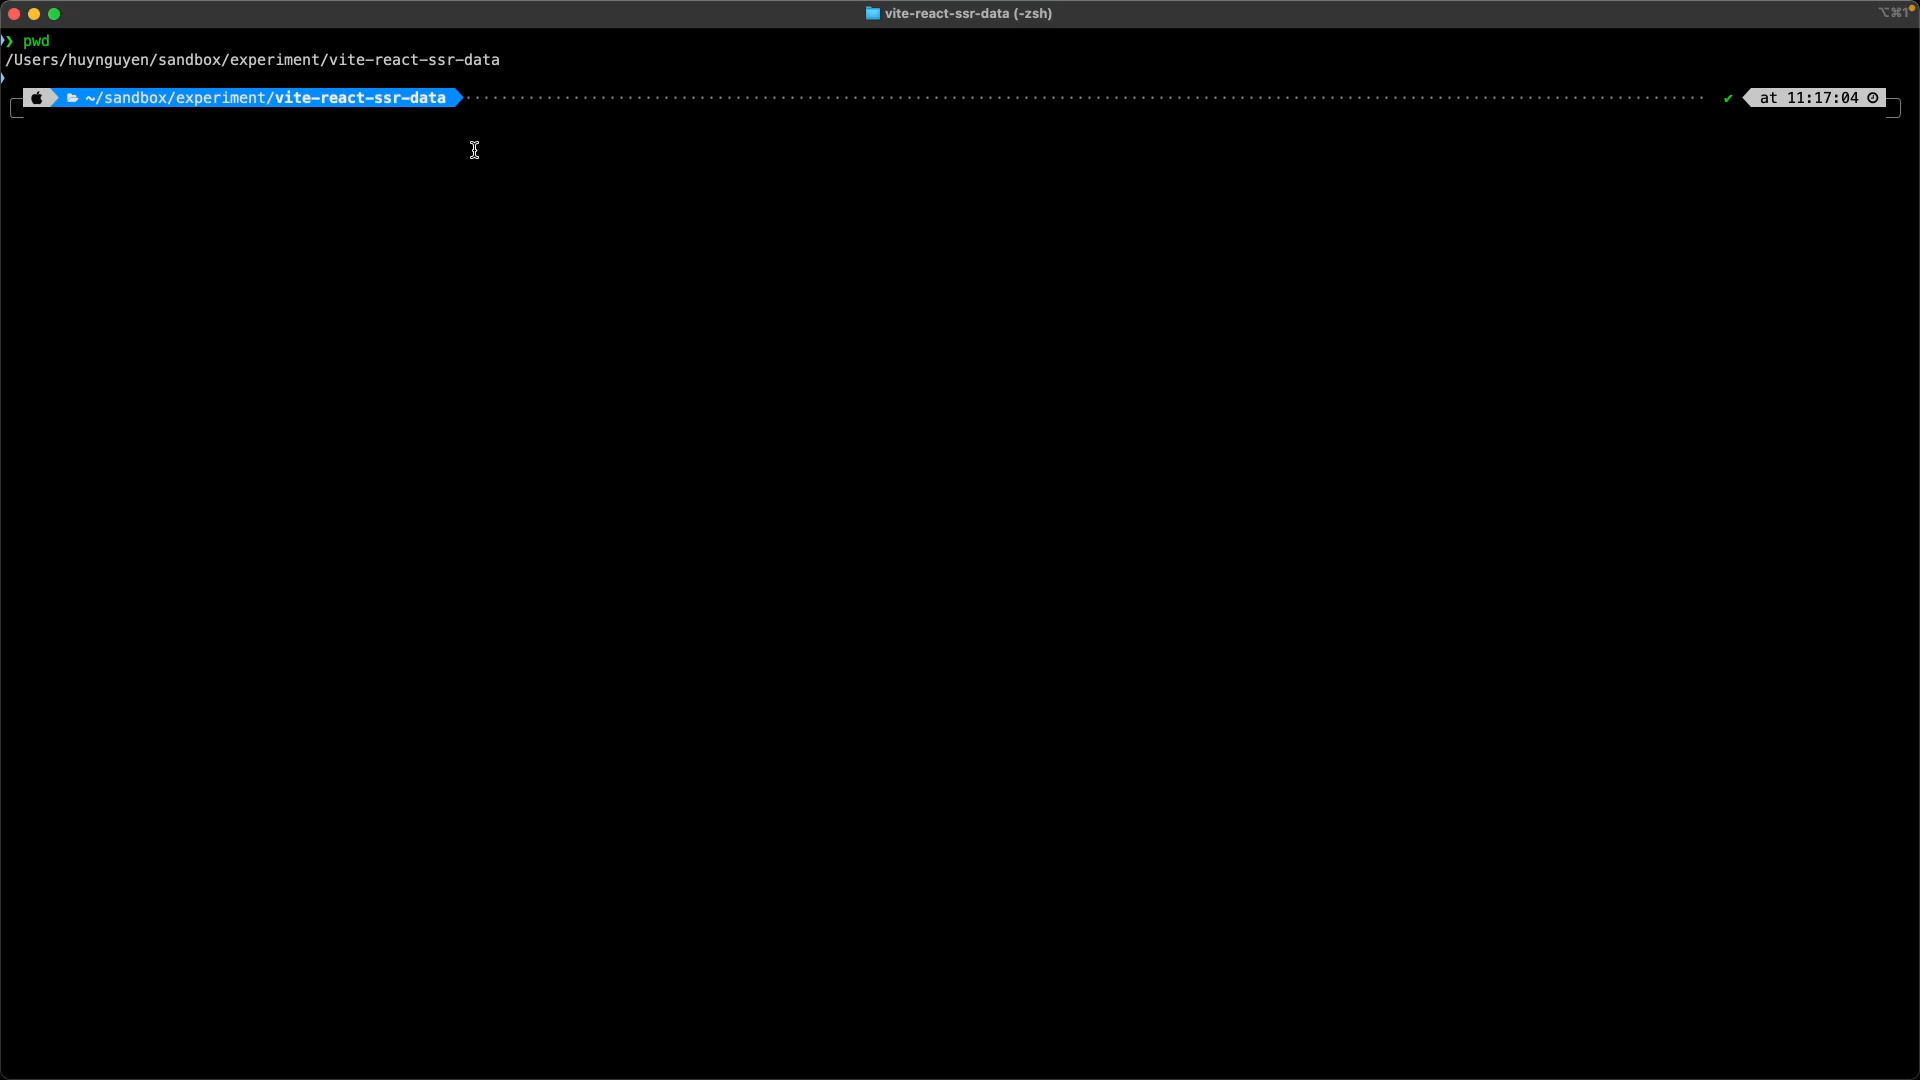 vite-react-ssr-data (-zsh)
⌥⌘1
❯ pwd
/Users/huynguyen/sandbox/experiment/vite-react-ssr-data
~/sandbox/experiment/vite-react-ssr-data
✔ at 11:17:04